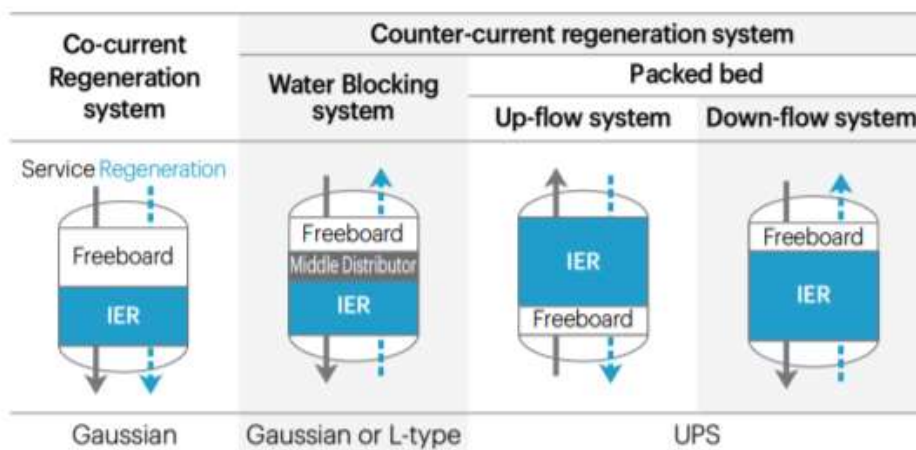 Co-current
Regeneration
system
Counter-current regeneration system
Water Blocking
system
Packed bed
Up-flow system
Down-flow system
Service Regeneration
Freeboard
IER
Freeboard
Middle Distributor
IER
IER
Freeboard
Freeboard
IER
Gaussian
Gaussian or L-type
UPS